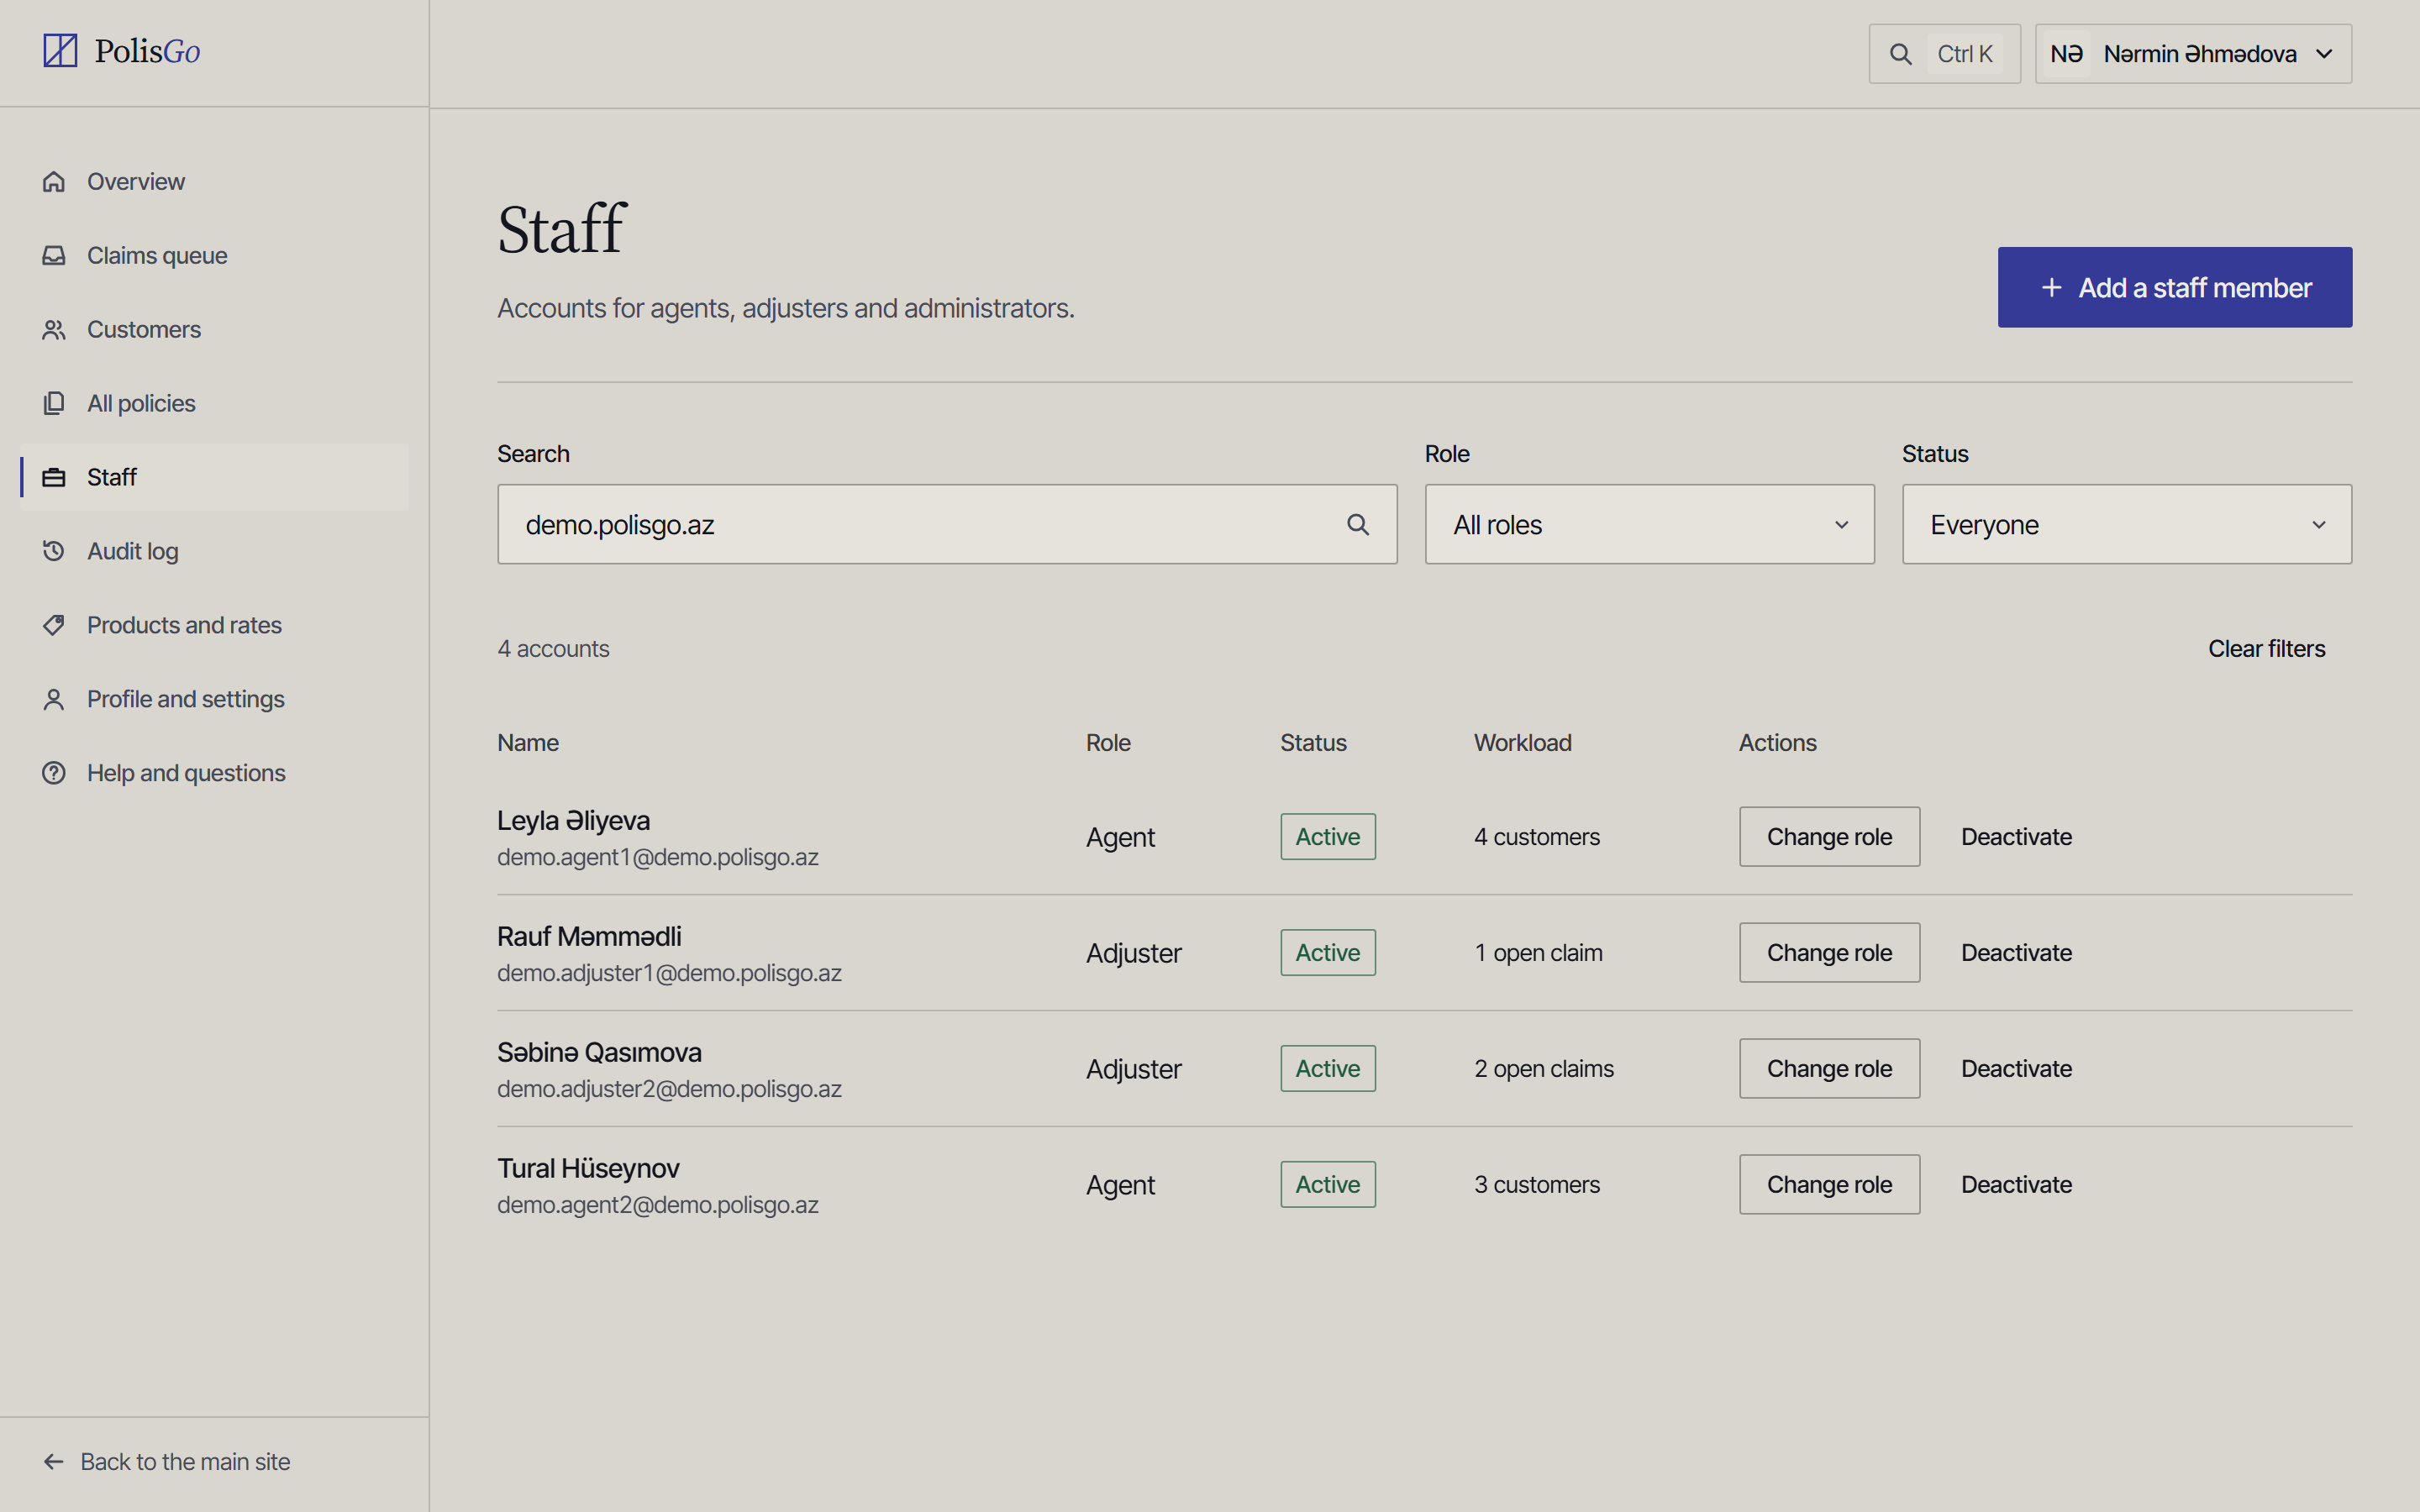 PolisGo
Ctrl K
NƏ Nərmin Əhmədova
Overview
Claims queue
Customers
All policies
Staff
Audit log
Products and rates
Profile and settings
Help and questions
Back to the main site
Staff
Accounts for agents, adjusters and administrators.
+ Add a staff member
Search Role Status
demo.polisgo.az All roles Everyone
4 accounts Clear filters
Name Role Status Workload Actions
Leyla Əliyeva
demo.agent1@demo.polisgo.az
Agent Active 4 customers Change role Deactivate
Rauf Məmmədli
demo.adjuster1@demo.polisgo.az
Adjuster Active 1 open claim Change role Deactivate
Səbinə Qasımova
demo.adjuster2@demo.polisgo.az
Adjuster Active 2 open claims Change role Deactivate
Tural Hüseynov
demo.agent2@demo.polisgo.az
Agent Active 3 customers Change role Deactivate